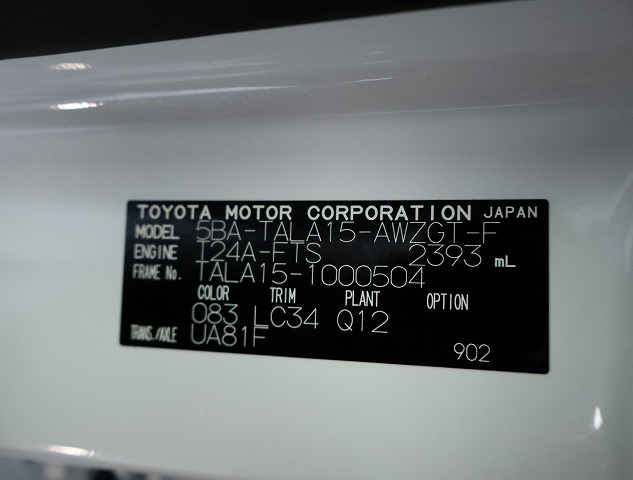 TOYOTA MOTOR CORPORATION JAPAN
MODEL 5BA-TALA15-AWZGT-F
ENGINE T24A-FTS 2393 mL
FRAME No. TALA15-1000504
COLOR TRIM PLANT OPTION
083 LC34 Q12
TRANS./AXLE UA81F
902